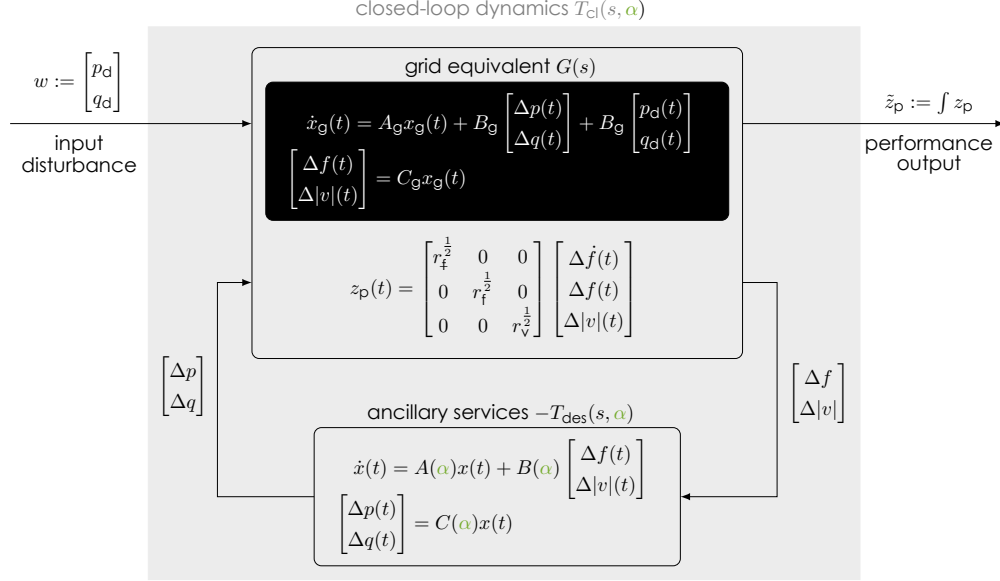 closed-loop dynamics T_cl(s, α)
w := [p_d; q_d]
input
disturbance
grid equivalent G(s)
ẋ_g(t) = A_g x_g(t) + B_g [Δp(t); Δq(t)] + B_g [p_d(t); q_d(t)]
[Δf(t); Δ|v|(t)] = C_g x_g(t)
z̃_p := ∫ z_p
performance
output
z_p(t) = [r_ḟ^{1/2} 0 0; 0 r_f^{1/2} 0; 0 0 r_v^{1/2}] [Δḟ(t); Δf(t); Δ|v|(t)]
[Δp; Δq]
[Δf; Δ|v|]
ancillary services −T_des(s, α)
ẋ(t) = A(α)x(t) + B(α) [Δf(t); Δ|v|(t)]
[Δp(t); Δq(t)] = C(α)x(t)